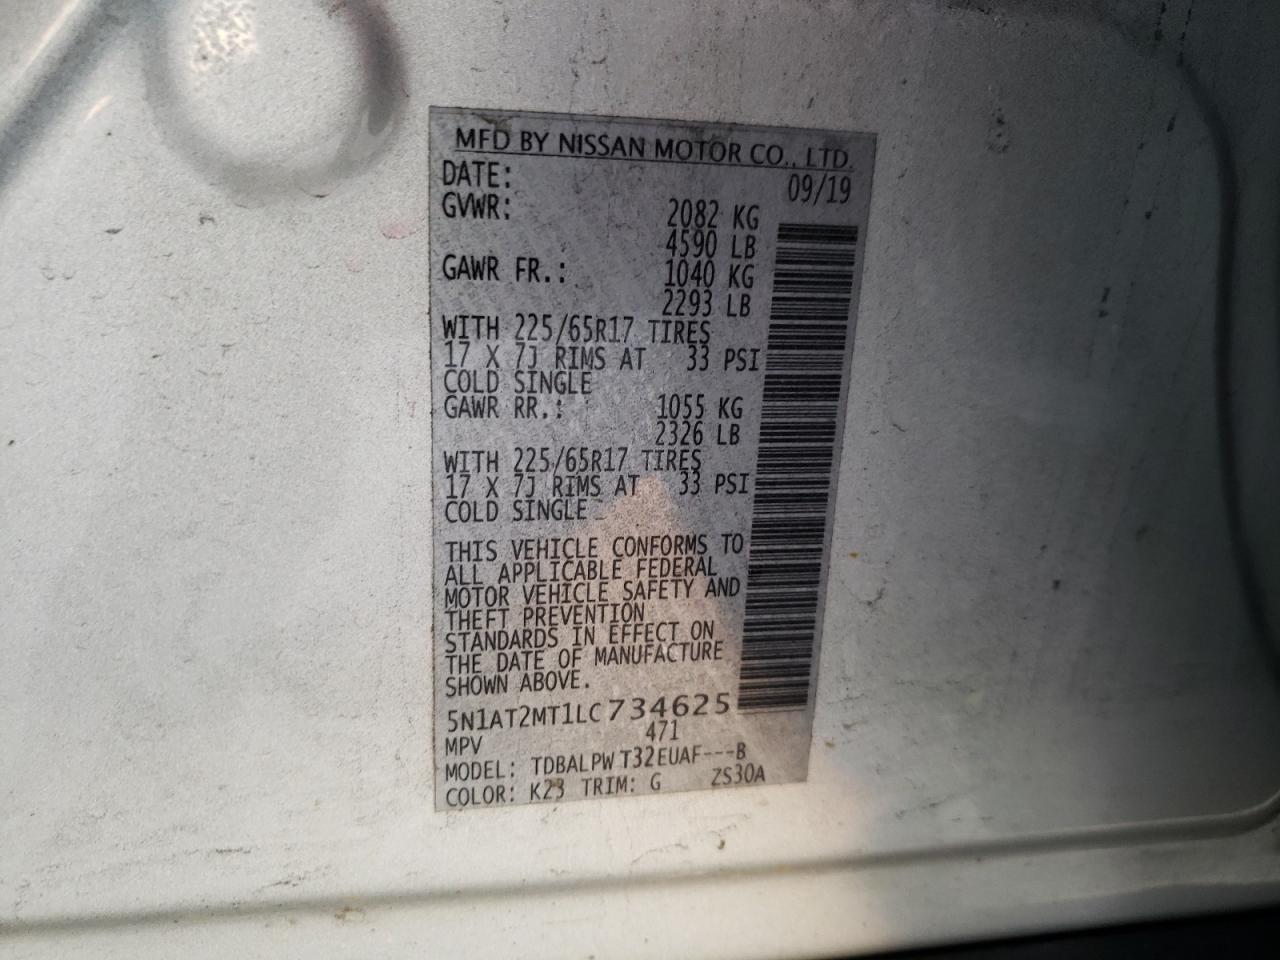 MFD BY NISSAN MOTOR CO., LTD.
DATE: 09/19
GVWR: 2082 KG
4590 LB
GAWR FR.: 1040 KG
2293 LB
WITH 225/65R17 TIRES
17 X 7J RIMS AT 33 PSI
COLD SINGLE
GAWR RR.: 1055 KG
2326 LB
WITH 225/65R17 TIRES
17 X 7J RIMS AT 33 PSI
COLD SINGLE
THIS VEHICLE CONFORMS TO
ALL APPLICABLE FEDERAL
MOTOR VEHICLE SAFETY AND
THEFT PREVENTION
STANDARDS IN EFFECT ON
THE DATE OF MANUFACTURE
SHOWN ABOVE.
5N1AT2MT1LC734625
MPV 471
MODEL: TDBALPW T32EUAF---B
COLOR: K23 TRIM: G ZS30A